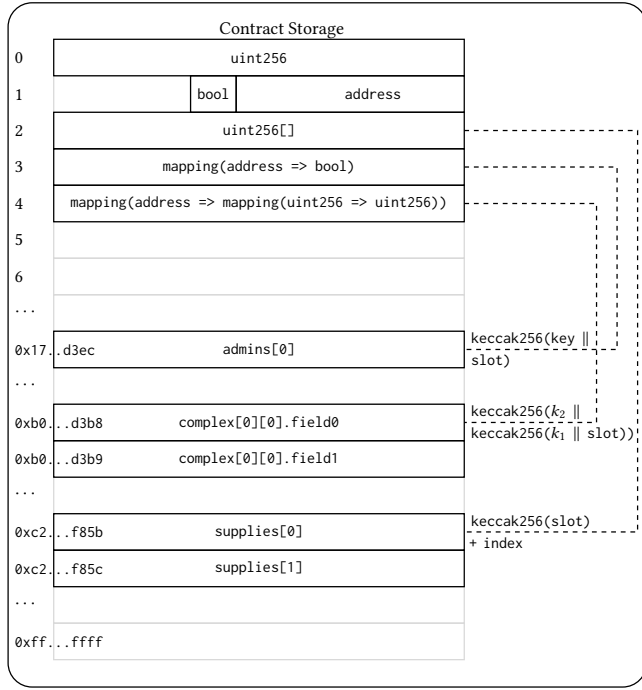 Contract Storage
0 uint256
1 bool address
2 uint256[]
3 mapping(address => bool)
4 mapping(address => mapping(uint256 => uint256))
5
6
...
0x17...d3ec admins[0] keccak256(key ||
slot)
...
0xb0...d3b8 complex[0][0].field0 keccak256(k2 ||
keccak256(k1 || slot))
0xb0...d3b9 complex[0][0].field1
...
0xc2...f85b supplies[0] keccak256(slot)
+ index
0xc2...f85c supplies[1]
...
0xff...ffff